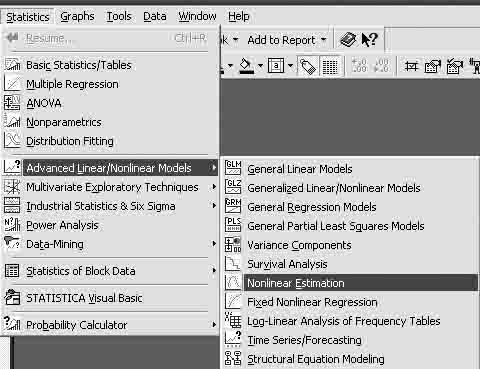 Statistics Graphs Tools Data Window Help
Resume... Ctrl+R
Add to Report
Basic Statistics/Tables
Multiple Regression
ANOVA
Nonparametrics
Distribution Fitting
Advanced Linear/Nonlinear Models
Multivariate Exploratory Techniques
Industrial Statistics & Six Sigma
Power Analysis
Data-Mining
Statistics of Block Data
STATISTICA Visual Basic
Probability Calculator
GLM General Linear Models
GLZ Generalized Linear/Nonlinear Models
GRM General Regression Models
PLS General Partial Least Squares Models
Variance Components
Survival Analysis
Nonlinear Estimation
Fixed Nonlinear Regression
Log-Linear Analysis of Frequency Tables
Time Series/Forecasting
Structural Equation Modeling